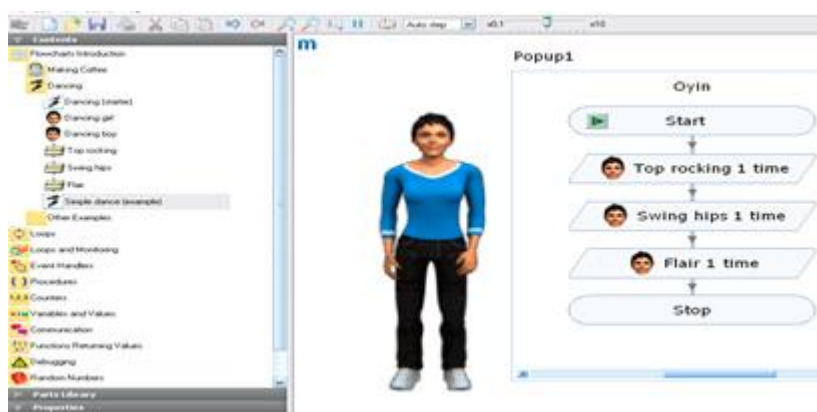 Auto step x0.1 x10
Contents
Flowcharts Introduction
Making Coffee
Dancing
Dancing (starter)
Dancing girl
Dancing boy
Top rocking
Swing hips
Flair
Simple dance (example)
Other Examples
Loops
Loops and Monitoring
Event Handlers
Procedures
Counters
Variables and Values
Communication
Functions Returning Values
Debugging
Random Numbers
Parts Library
Properties
m
Popup1
Oyin
Start
Top rocking 1 time
Swing hips 1 time
Flair 1 time
Stop